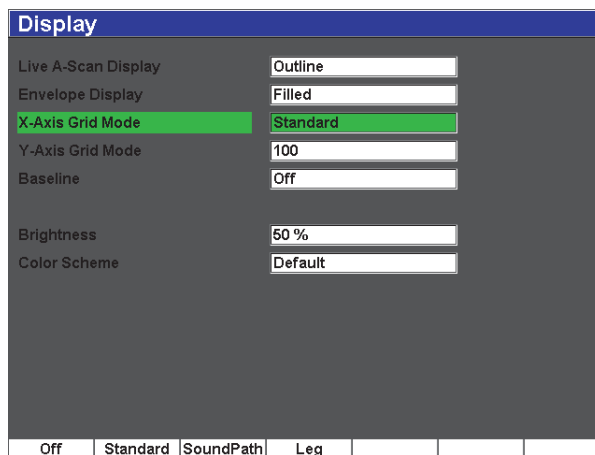 Display
Live A-Scan Display Outline
Envelope Display Filled
X-Axis Grid Mode Standard
Y-Axis Grid Mode 100
Baseline Off
Brightness 50 %
Color Scheme Default
Off Standard SoundPath Leg